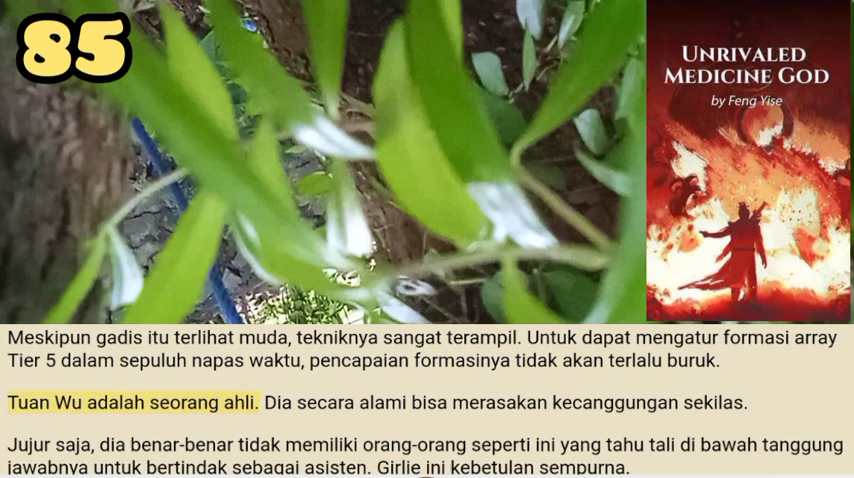 85
UNRIVALED
MEDICINE GOD
by Feng Yise
Meskipun gadis itu terlihat muda, tekniknya sangat terampil. Untuk dapat mengatur formasi array
Tier 5 dalam sepuluh napas waktu, pencapaian formasinya tidak akan terlalu buruk.
Tuan Wu adalah seorang ahli. Dia secara alami bisa merasakan kecanggungan sekilas.
Jujur saja, dia benar-benar tidak memiliki orang-orang seperti ini yang tahu tali di bawah tanggung
jawabnya untuk bertindak sebagai asisten. Girlie ini kebetulan sempurna.